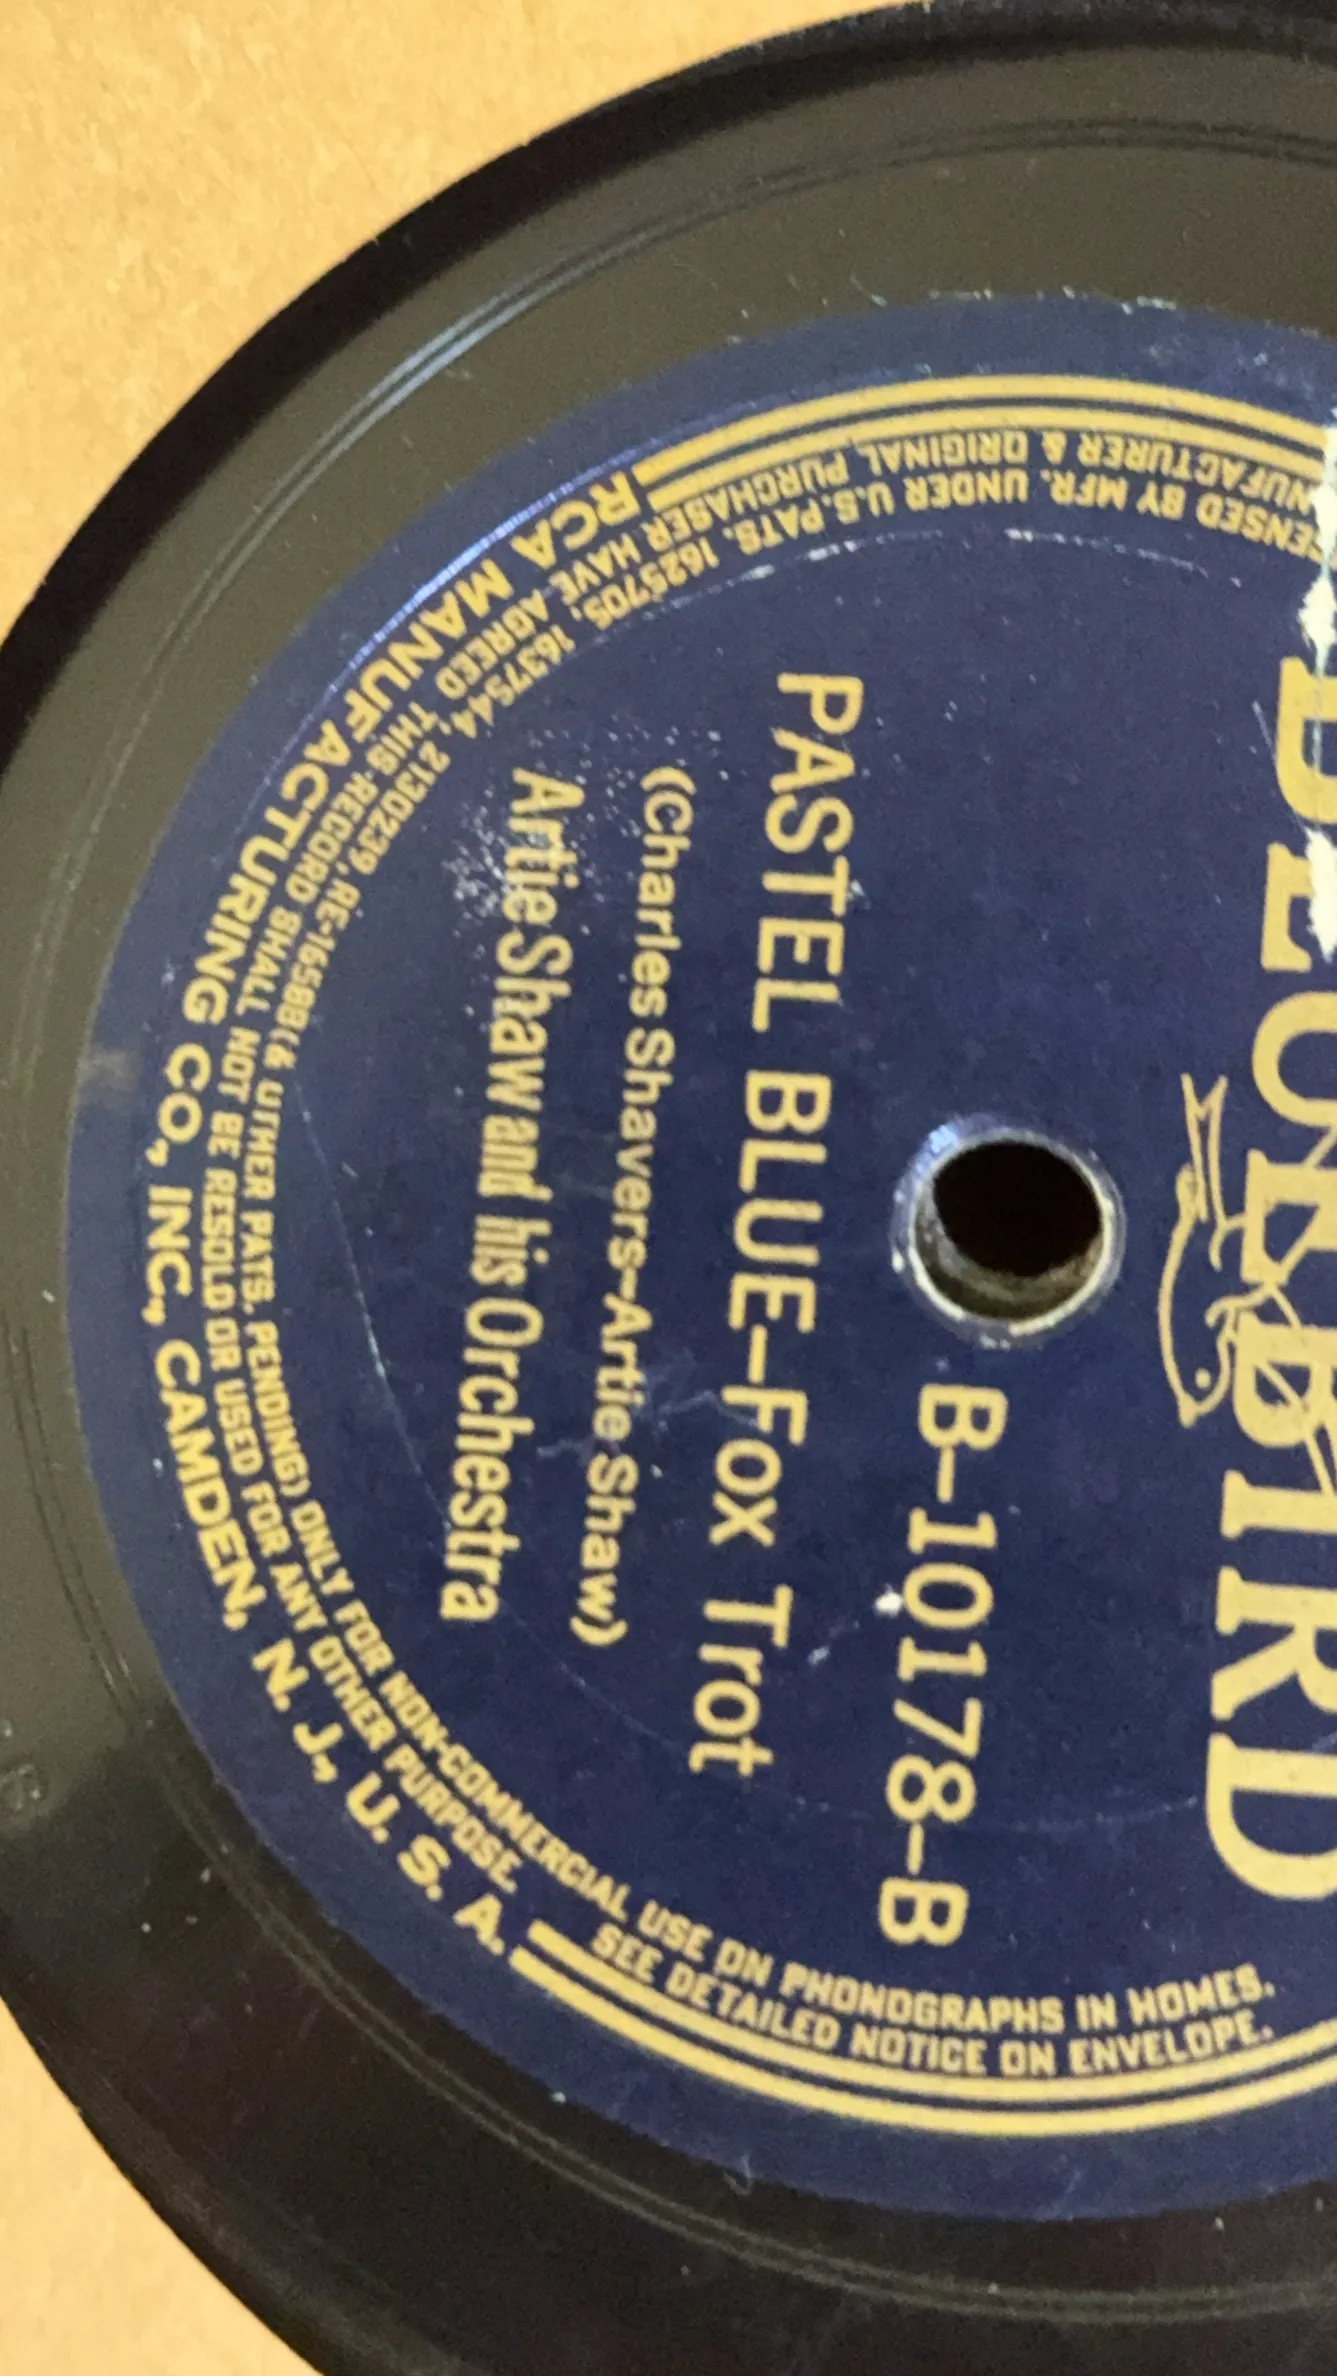 BLUEBIRD
B-10178-B
PASTEL BLUE-Fox Trot
(Charles Shavers-Artie Shaw)
Artie Shaw and his Orchestra
ENSED BY MFR. UNDER U.S. PATS. 1625705, 1637544, 2130239, RE-16588 (& OTHER PATS. PENDING) ONLY FOR NON-COMMERCIAL USE ON PHONOGRAPHS IN HOMES.
NUFACTURER & ORIGINAL PURCHASER HAVE AGREED THIS RECORD SHALL NOT BE RESOLD OR USED FOR ANY OTHER PURPOSE. SEE DETAILED NOTICE ON ENVELOPE.
RCA MANUFACTURING CO., INC., CAMDEN, N. J., U. S. A.